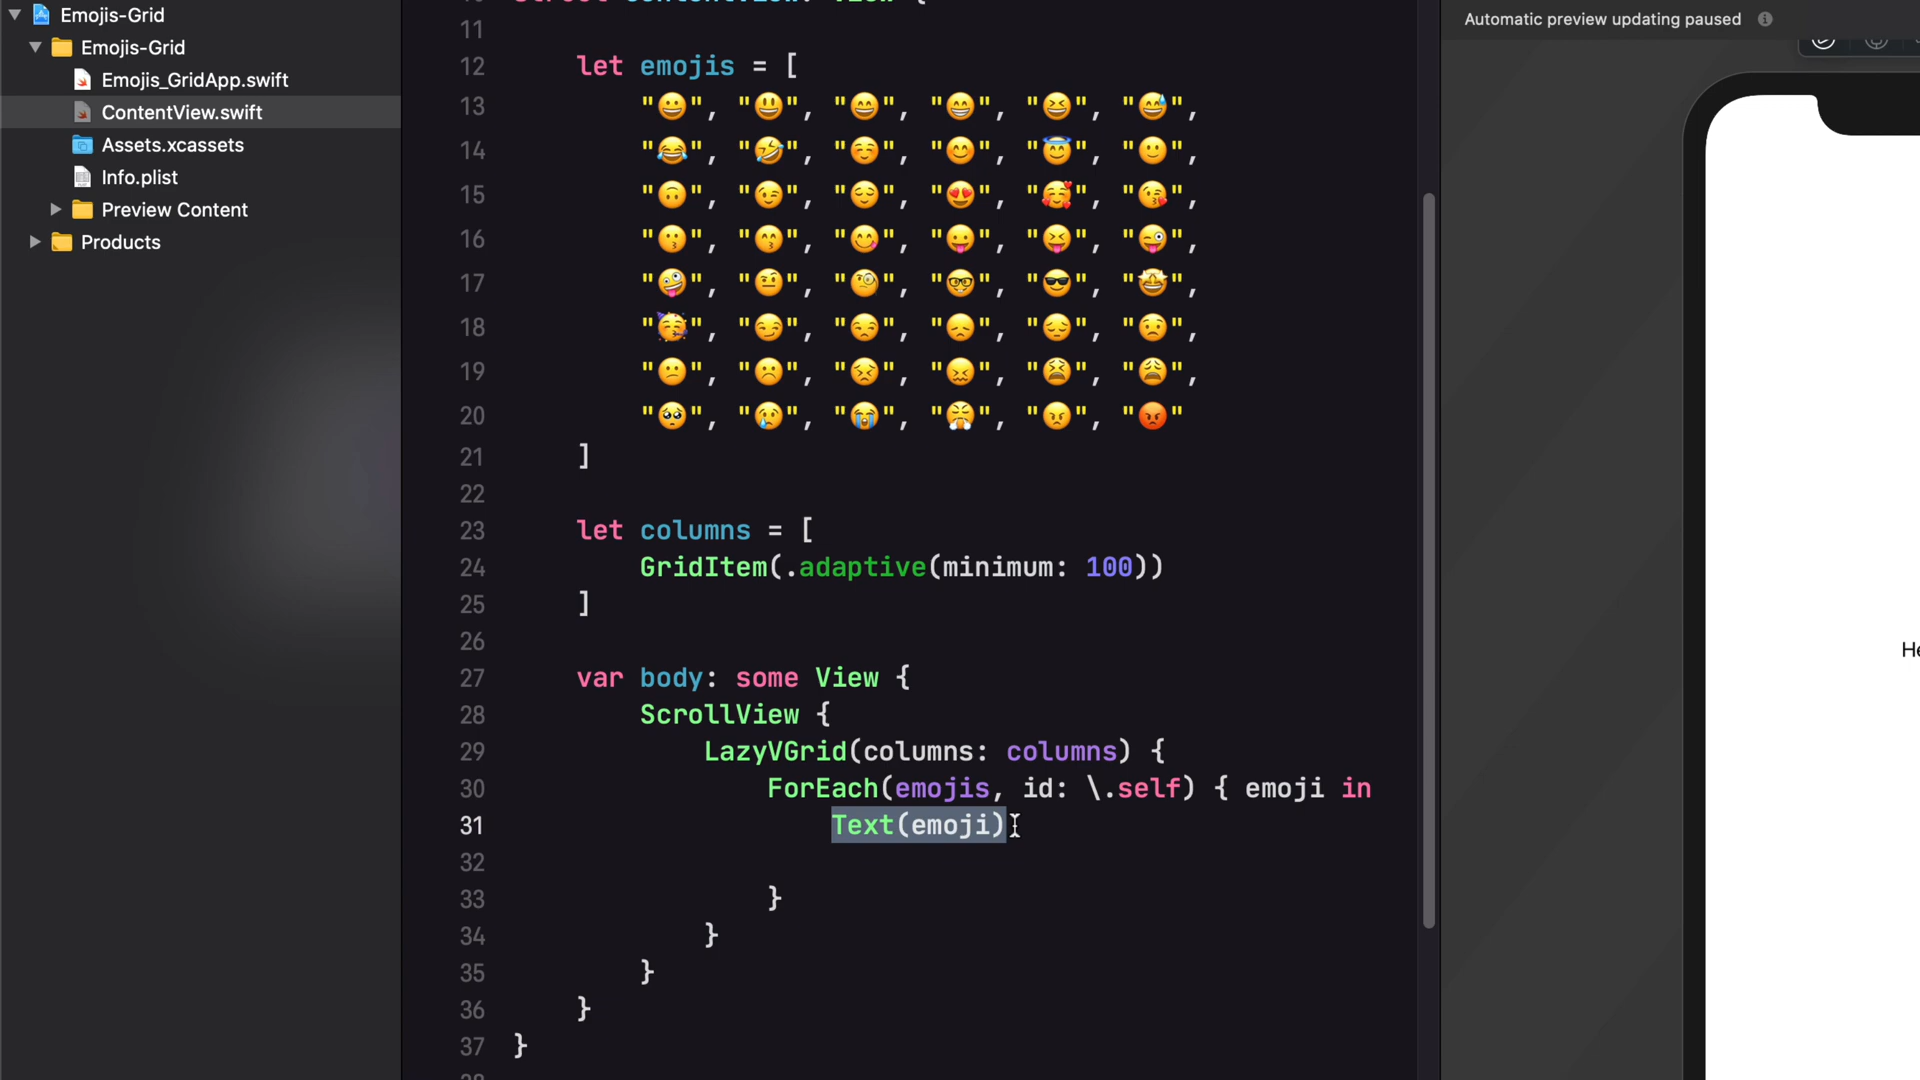 Emojis-Grid
Emojis-Grid
Emojis_GridApp.swift
ContentView.swift
Assets.xcassets
Info.plist
Preview Content
Products
11
12 let emojis = [
13 "😀", "😃", "😄", "😁", "😆", "😅",
14 "😂", "🤣", "☺️", "😊", "😇", "🙂",
15 "🙃", "😉", "😌", "😍", "🥰", "😘",
16 "😗", "😙", "😋", "😛", "😝", "😜",
17 "🤪", "🤨", "🧐", "🤓", "😎", "🤩",
18 "🥳", "😏", "😒", "😞", "😔", "😟",
19 "😕", "☹️", "😣", "😖", "😫", "😩",
20 "🥺", "😢", "😭", "😤", "😠", "😡"
21 ]
22
23 let columns = [
24 GridItem(.adaptive(minimum: 100))
25 ]
26
27 var body: some View {
28 ScrollView {
29 LazyVGrid(columns: columns) {
30 ForEach(emojis, id: \.self) { emoji in
31 Text(emoji)
32
33 }
34 }
35 }
36 }
37 }
Automatic preview updating paused
He